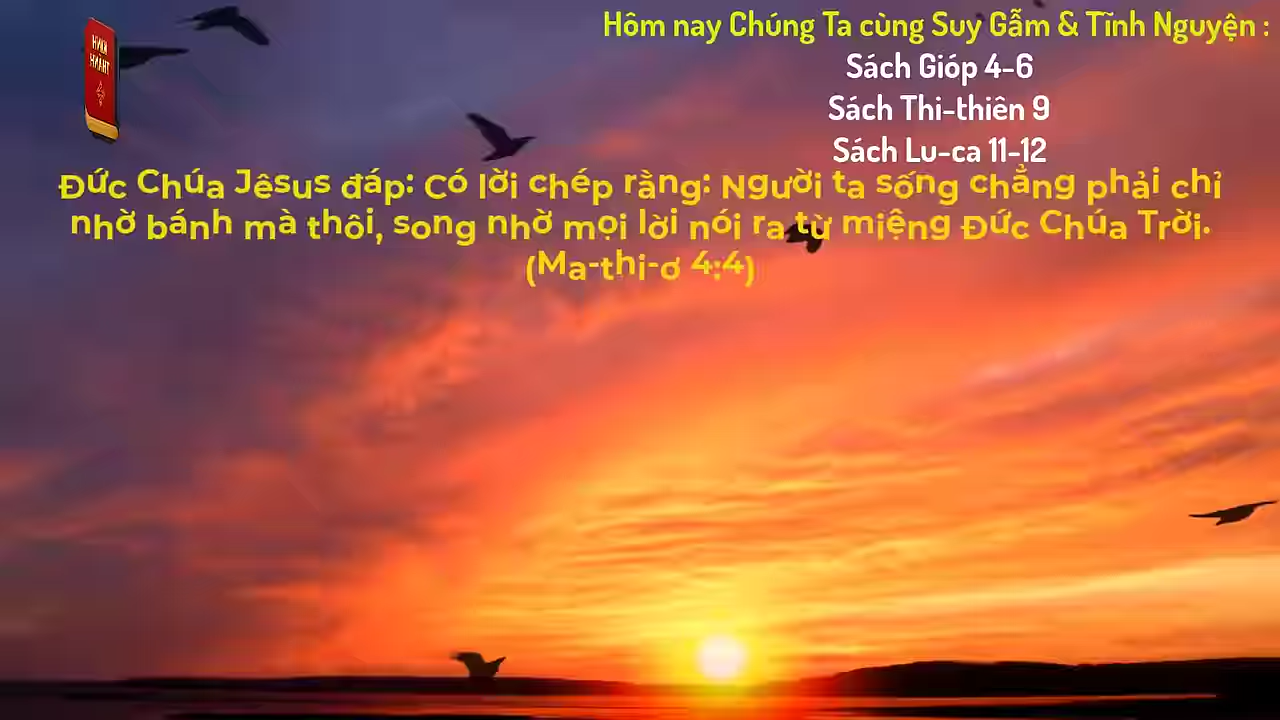 Hôm nay Chúng Ta cùng Suy Gẫm & Tĩnh Nguyện :
Sách Gióp 4-6
Sách Thi-thiên 9
Sách Lu-ca 11-12
KINH
THÁNH
Đức Chúa Jêsus đáp: Có lời chép rằng: Người ta sống chẳng phải chỉ
nhờ bánh mà thôi, song nhờ mọi lời nói ra từ miệng Đức Chúa Trời.
(Ma-thi-ơ 4:4)